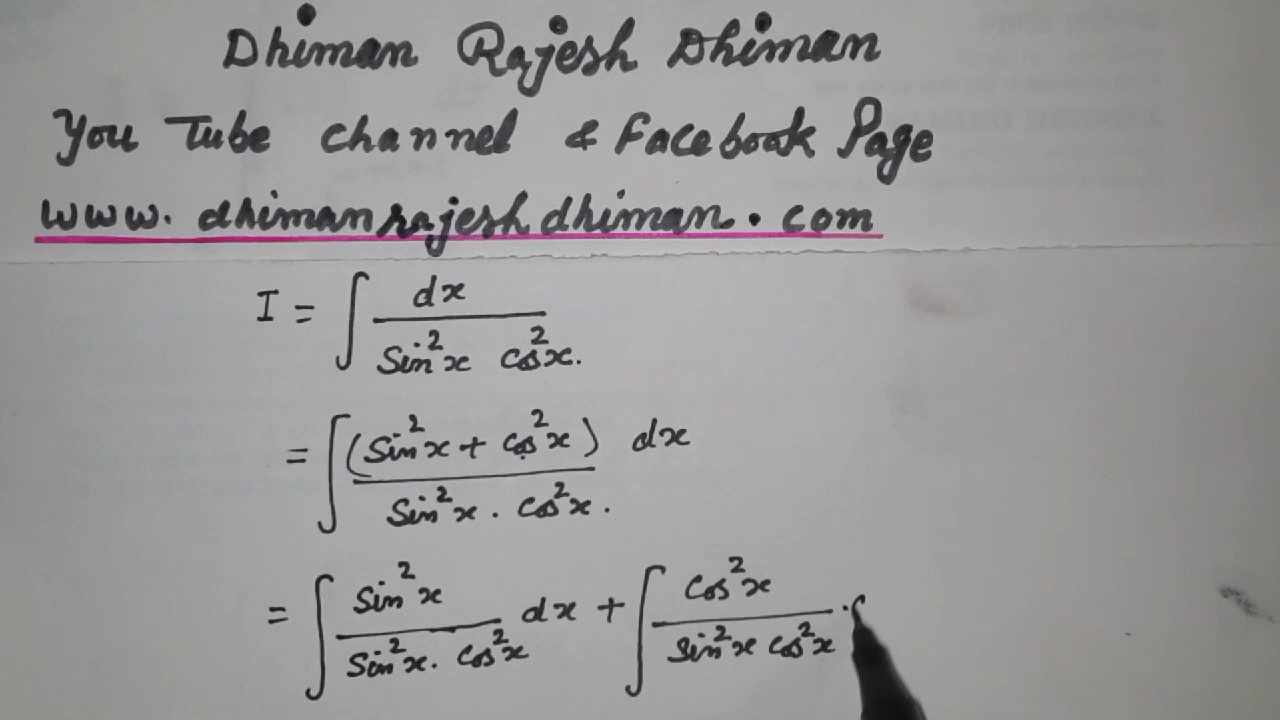 Dhiman Rajesh Dhiman
You Tube channel & Facebook Page
www.dhimanrajeshdhiman.com
I = ∫ dx / Sin²x cos²x.
= ∫ (Sin²x + cos²x) / Sin²x . cos²x. dx
= ∫ Sin²x / Sin²x. cos²x dx + ∫ cos²x / Sin²x cos²x .